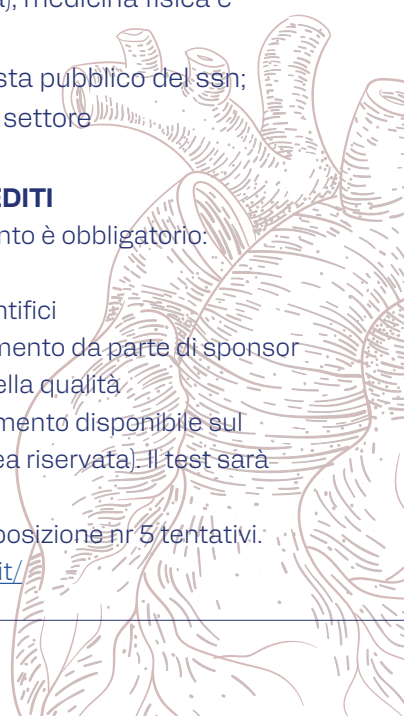 , medicina fisica e
sta pubblico del ssn;
settore
EDITI
nto è obbligatorio:
ntifici
mento da parte di sponsor
ella qualità
mento disponibile sul
ea riservata). Il test sarà
posizione nr 5 tentativi.
it/